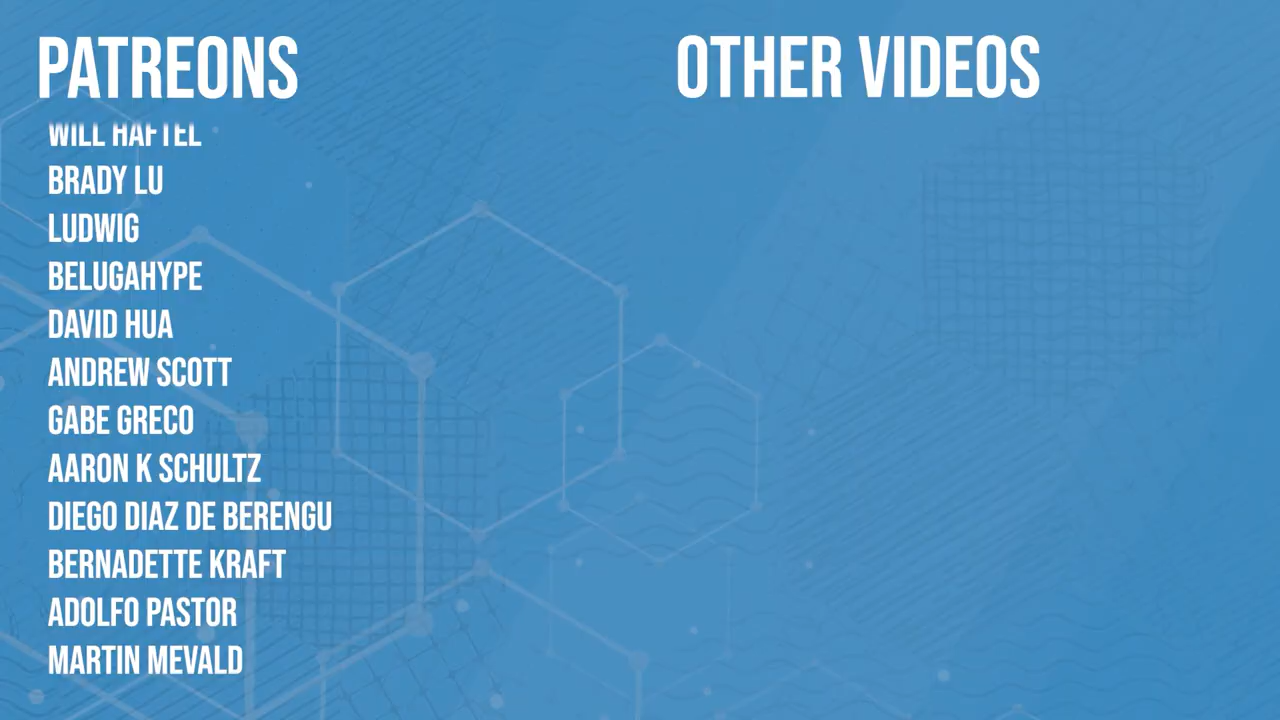 PATREONS
WILL HAFTEL
BRADY LU
LUDWIG
BELUGAHYPE
DAVID HUA
ANDREW SCOTT
GABE GRECO
AARON K SCHULTZ
DIEGO DIAZ DE BERENGU
BERNADETTE KRAFT
ADOLFO PASTOR
MARTIN MEVALD
OTHER VIDEOS